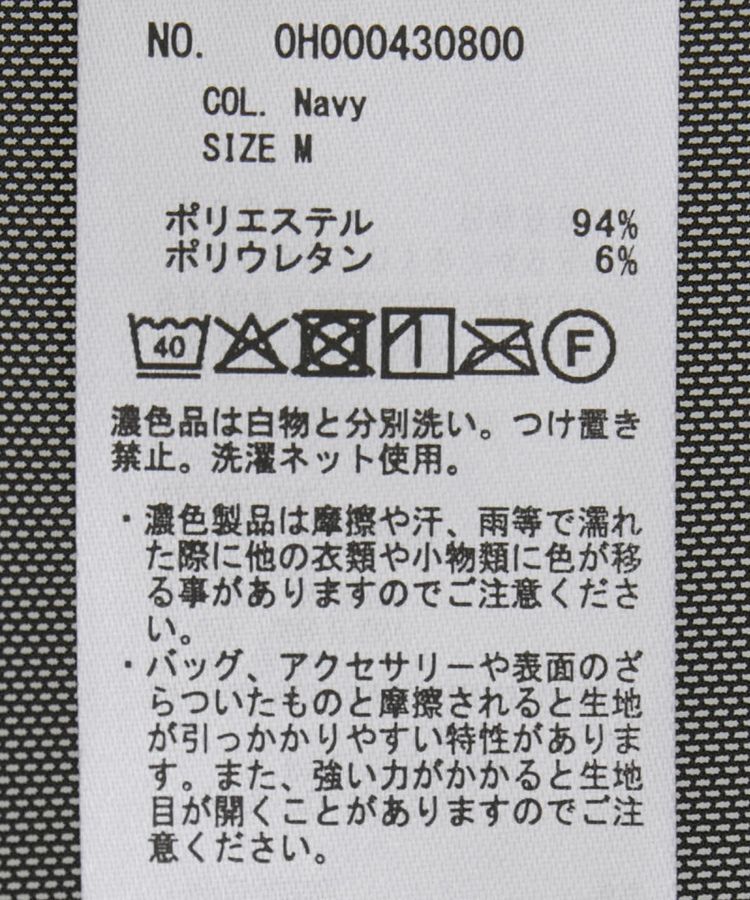 NO. 0H000430800
COL. Navy
SIZE M
ポリエステル 94%
ポリウレタン 6%
40 F
濃色品は白物と分別洗い。つけ置き
禁止。洗濯ネット使用。
・濃色製品は摩擦や汗、雨等で濡れ
た際に他の衣類や小物類に色が移
る事がありますのでご注意くださ
い。
・バッグ、アクセサリーや表面のざ
らついたものと摩擦されると生地
が引っかかりやすい特性がありま
す。また、強い力がかかると生地
目が開くことがありますのでご注
意ください。